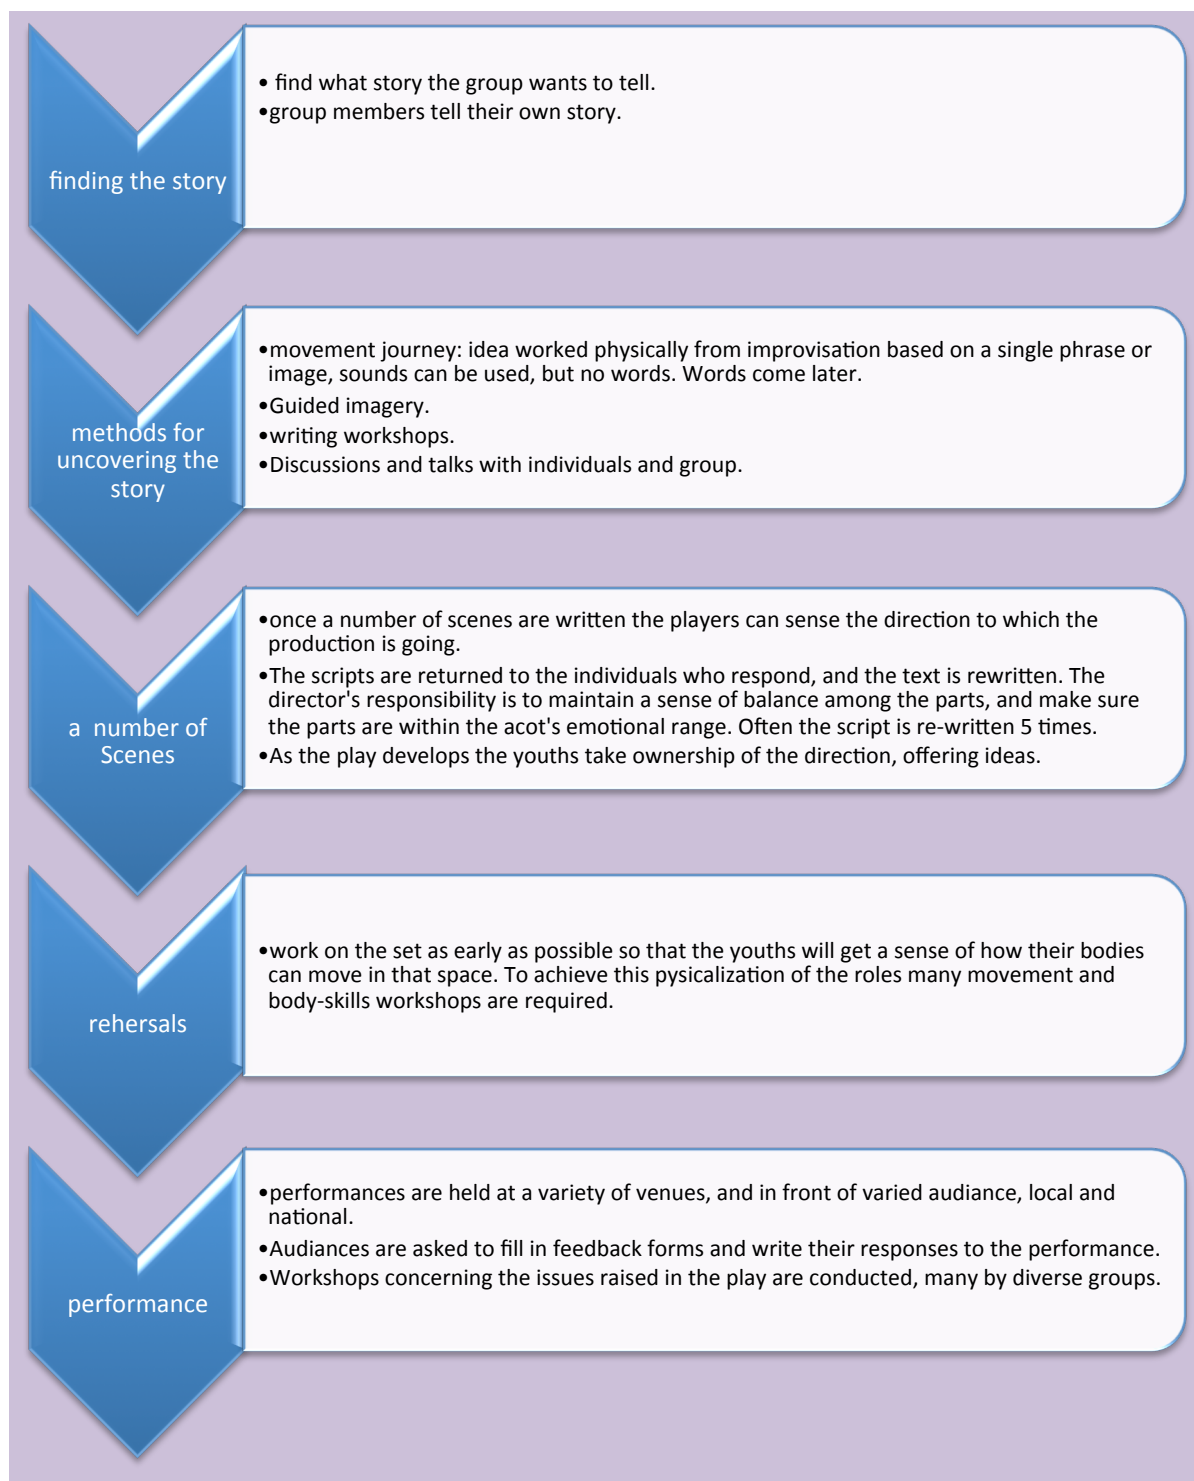 finding the story
• find what story the group wants to tell.
•group members tell their own story.
methods for
uncovering the
story
•movement journey: idea worked physically from improvisation based on a single phrase or
image, sounds can be used, but no words. Words come later.
•Guided imagery.
•writing workshops.
•Discussions and talks with individuals and group.
a number of
Scenes
•once a number of scenes are written the players can sense the direction to which the
production is going.
•The scripts are returned to the individuals who respond, and the text is rewritten. The
director's responsibility is to maintain a sense of balance among the parts, and make sure
the parts are within the acot's emotional range. Often the script is re-written 5 times.
•As the play develops the youths take ownership of the direction, offering ideas.
rehersals
•work on the set as early as possible so that the youths will get a sense of how their bodies
can move in that space. To achieve this pysicalization of the roles many movement and
body-skills workshops are required.
performance
•performances are held at a variety of venues, and in front of varied audiance, local and
national.
•Audiances are asked to fill in feedback forms and write their responses to the performance.
•Workshops concerning the issues raised in the play are conducted, many by diverse groups.